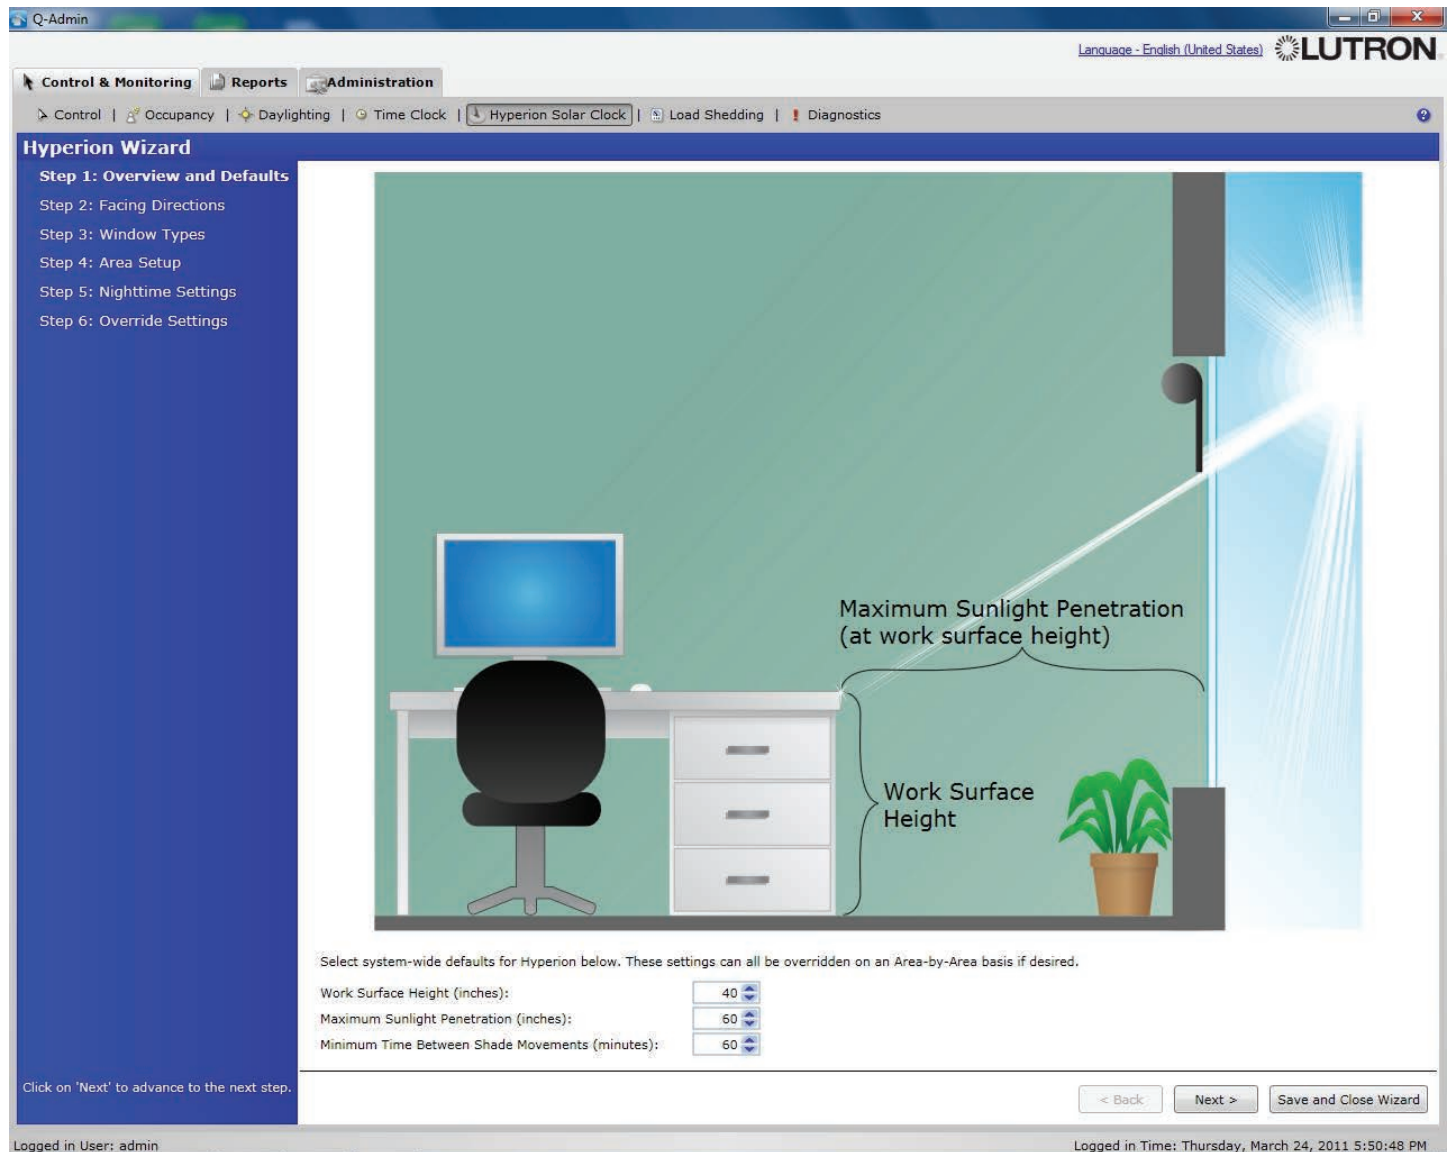 Q-Admin
Language - English (United States)
LUTRON
Control & Monitoring
Reports
Administration
Control | Occupancy | Daylighting | Time Clock | Hyperion Solar Clock | Load Shedding | Diagnostics
Hyperion Wizard
Step 1: Overview and Defaults
Step 2: Facing Directions
Step 3: Window Types
Step 4: Area Setup
Step 5: Nighttime Settings
Step 6: Override Settings
Maximum Sunlight Penetration
(at work surface height)
Work Surface
Height
Select system-wide defaults for Hyperion below. These settings can all be overridden on an Area-by-Area basis if desired.
Work Surface Height (inches): 40
Maximum Sunlight Penetration (inches): 60
Minimum Time Between Shade Movements (minutes): 60
Click on 'Next' to advance to the next step.
< Back
Next >
Save and Close Wizard
Logged in User: admin
Logged in Time: Thursday, March 24, 2011 5:50:48 PM